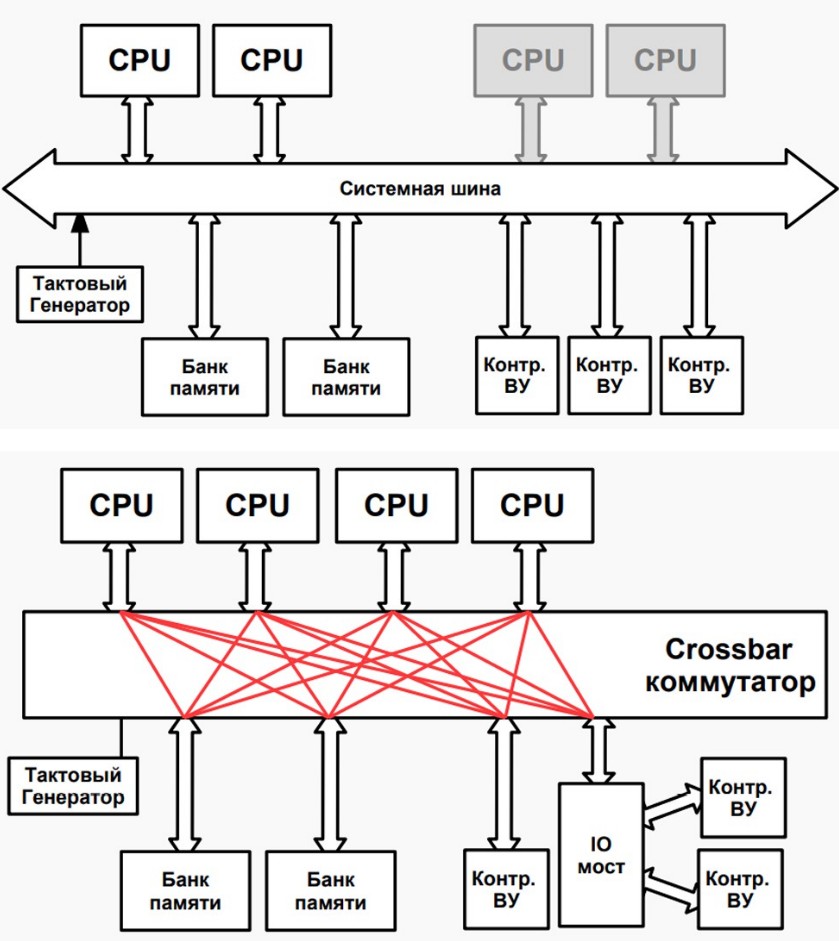 CPU
CPU
CPU
CPU
Системная шина
Тактовый
Генератор
Банк
памяти
Банк
памяти
Контр.
ВУ
Контр.
ВУ
Контр.
ВУ
CPU
CPU
CPU
CPU
Crossbar
коммутатор
Тактовый
Генератор
Банк
памяти
Банк
памяти
Контр.
ВУ
IO
мост
Контр.
ВУ
Контр.
ВУ